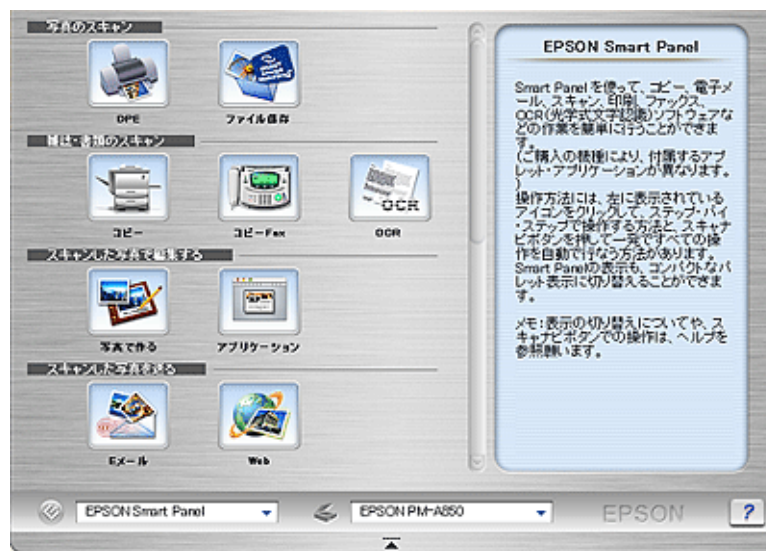 写真のスキャン
DPE
ファイル保存
雑誌・書類のスキャン
コピー
コピーFax
OCR
OCR
スキャンした写真で編集する
写真で作る
アプリケーション
スキャンした写真を送る
Eメール
Web
EPSON Smart Panel
Smart Panelを使って、コピー、電子メ
ール、スキャン、印刷、ファックス、
OCR(光学式文字認識)ソフトウェアな
どの作業を簡単に行うことができま
す。
(ご購入の機種により、付属するアプ
レット・アプリケーションが異なります。
)
操作方法には、左に表示されている
アイコンをクリックして、ステップ・バイ
・ステップで操作する方法と、スキャナ
ビボタンを押して一発ですべての操
作を自動で行なう方法があります。
Smart Panelの表示も、コンパクトなパ
レット表示に切り替えることができま
す。
メモ:表示の切り替えについてや、ス
キャナビボタンでの操作は、ヘルプを
参照願います。
EPSON Smart Panel
EPSON PM-A850
EPSON
?